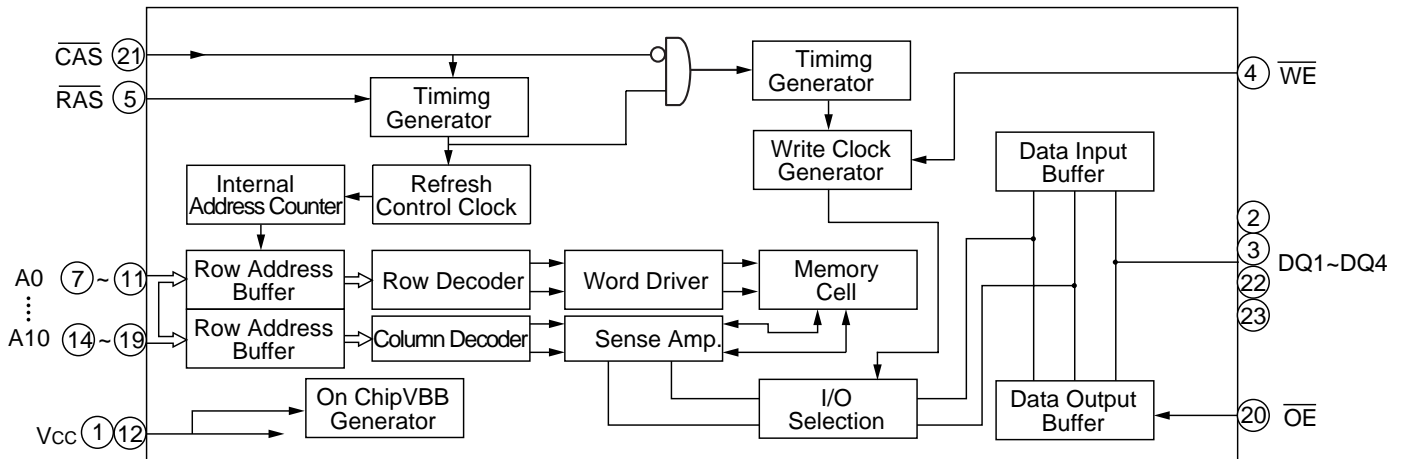 CAS 21
RAS 5
Timimg
Generator
Timimg
Generator
4 WE
Write Clock
Generator
Data Input
Buffer
Internal
Address Counter
Refresh
Control Clock
2
3
DQ1~DQ4
22
23
A0 7 ~ 11
A10 14 ~ 19
Row Address
Buffer
Row Decoder
Word Driver
Memory
Cell
Row Address
Buffer
Column Decoder
Sense Amp.
On ChipVBB
Generator
I/O
Selection
Data Output
Buffer
20 OE
Vcc 1 12